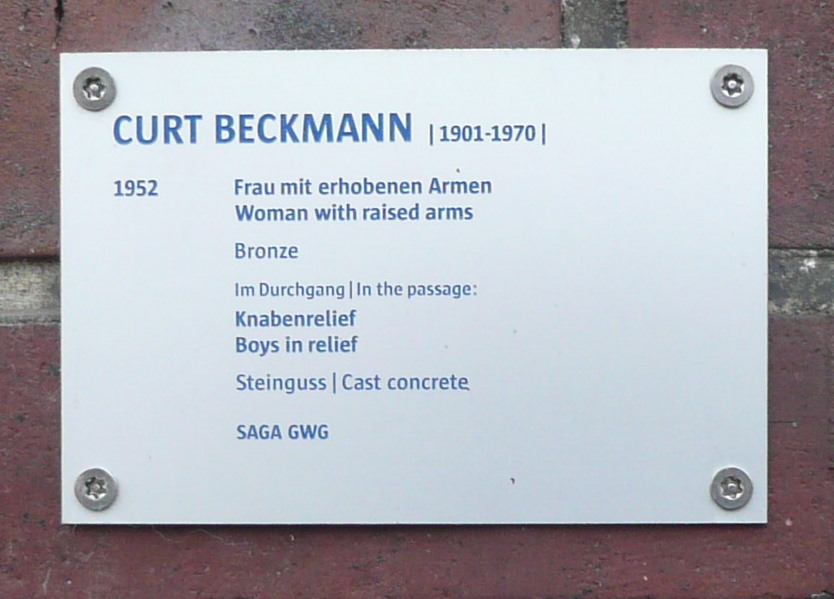 CURT BECKMANN |1901-1970|
1952 Frau mit erhobenen Armen
Woman with raised arms
Bronze
Im Durchgang|In the passage:
Knabenrelief
Boys in relief
Steinguss|Cast concrete
SAGA GWG